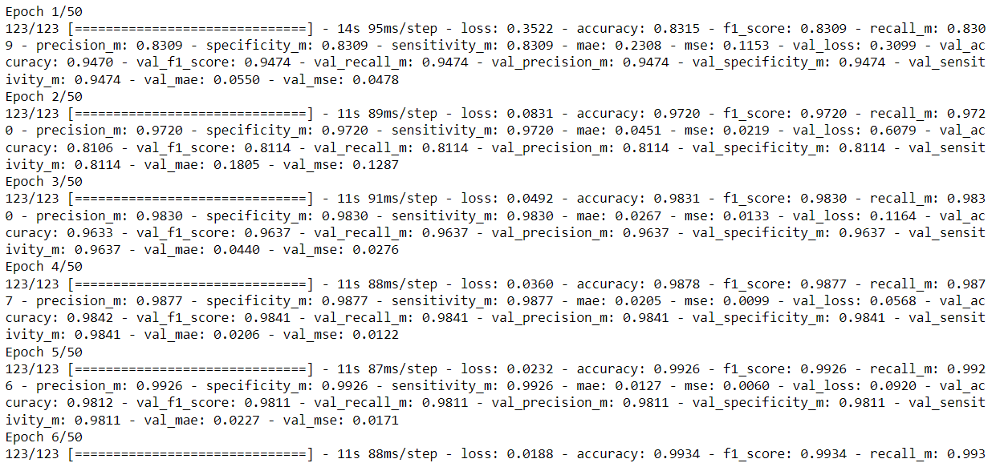 Epoch 1/50
123/123 [==============================] - 14s 95ms/step - loss: 0.3522 - accuracy: 0.8315 - f1_score: 0.8309 - recall_m: 0.830
9 - precision_m: 0.8309 - specificity_m: 0.8309 - sensitivity_m: 0.8309 - mae: 0.2308 - mse: 0.1153 - val_loss: 0.3099 - val_ac
curacy: 0.9470 - val_f1_score: 0.9474 - val_recall_m: 0.9474 - val_precision_m: 0.9474 - val_specificity_m: 0.9474 - val_sensit
ivity_m: 0.9474 - val_mae: 0.0550 - val_mse: 0.0478
Epoch 2/50
123/123 [==============================] - 11s 89ms/step - loss: 0.0831 - accuracy: 0.9720 - f1_score: 0.9720 - recall_m: 0.972
0 - precision_m: 0.9720 - specificity_m: 0.9720 - sensitivity_m: 0.9720 - mae: 0.0451 - mse: 0.0219 - val_loss: 0.6079 - val_ac
curacy: 0.8106 - val_f1_score: 0.8114 - val_recall_m: 0.8114 - val_precision_m: 0.8114 - val_specificity_m: 0.8114 - val_sensit
ivity_m: 0.8114 - val_mae: 0.1805 - val_mse: 0.1287
Epoch 3/50
123/123 [==============================] - 11s 91ms/step - loss: 0.0492 - accuracy: 0.9831 - f1_score: 0.9830 - recall_m: 0.983
0 - precision_m: 0.9830 - specificity_m: 0.9830 - sensitivity_m: 0.9830 - mae: 0.0267 - mse: 0.0133 - val_loss: 0.1164 - val_ac
curacy: 0.9633 - val_f1_score: 0.9637 - val_recall_m: 0.9637 - val_precision_m: 0.9637 - val_specificity_m: 0.9637 - val_sensit
ivity_m: 0.9637 - val_mae: 0.0440 - val_mse: 0.0276
Epoch 4/50
123/123 [==============================] - 11s 88ms/step - loss: 0.0360 - accuracy: 0.9878 - f1_score: 0.9877 - recall_m: 0.987
7 - precision_m: 0.9877 - specificity_m: 0.9877 - sensitivity_m: 0.9877 - mae: 0.0205 - mse: 0.0099 - val_loss: 0.0568 - val_ac
curacy: 0.9842 - val_f1_score: 0.9841 - val_recall_m: 0.9841 - val_precision_m: 0.9841 - val_specificity_m: 0.9841 - val_sensit
ivity_m: 0.9841 - val_mae: 0.0206 - val_mse: 0.0122
Epoch 5/50
123/123 [==============================] - 11s 87ms/step - loss: 0.0232 - accuracy: 0.9926 - f1_score: 0.9926 - recall_m: 0.992
6 - precision_m: 0.9926 - specificity_m: 0.9926 - sensitivity_m: 0.9926 - mae: 0.0127 - mse: 0.0060 - val_loss: 0.0920 - val_ac
curacy: 0.9812 - val_f1_score: 0.9811 - val_recall_m: 0.9811 - val_precision_m: 0.9811 - val_specificity_m: 0.9811 - val_sensit
ivity_m: 0.9811 - val_mae: 0.0227 - val_mse: 0.0171
Epoch 6/50
123/123 [==============================] - 11s 88ms/step - loss: 0.0188 - accuracy: 0.9934 - f1_score: 0.9934 - recall_m: 0.993